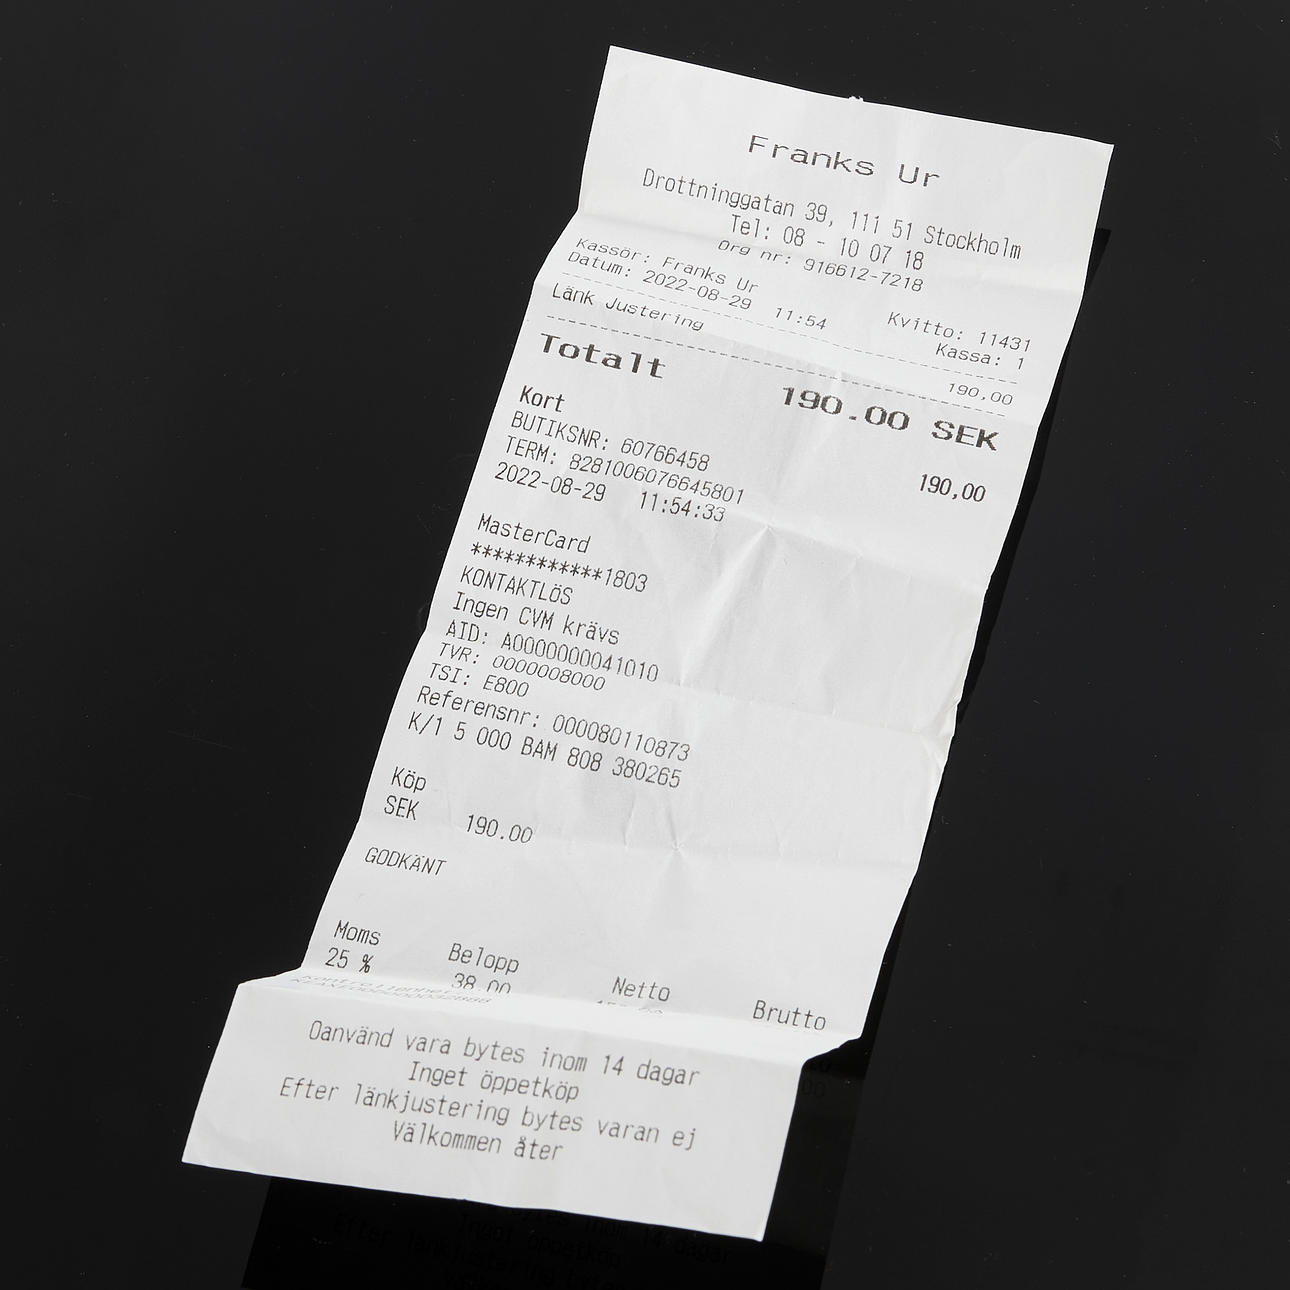 Franks Ur
Drottninggatan 39, 111 51 Stockholm
Tel: 08 - 10 07 18
Org nr: 916612-7218
Kassör: Franks Ur Kvitto: 11431
Datum: 2022-08-29 11:54 Kassa: 1
Länk Justering 190,00
Totalt 190.00 SEK
Kort 190,00
BUTIKSNR: 60766458
TERM: 8281006076645801
2022-08-29 11:54:33
MasterCard
************1803
KONTAKTLöS
Ingen CVM krävs
AID: A0000000041010
TVR: 0000008000
TSI: E800
Referensnr: 000080110873
K/1 5 000 BAM 808 380265
Köp
SEK 190.00
GODKÄNT
Moms Belopp Netto Brutto
25 % 38,00
Oanvänd vara bytes inom 14 dagar
Inget öppetköp
Efter länkjustering bytes varan ej
Välkommen åter